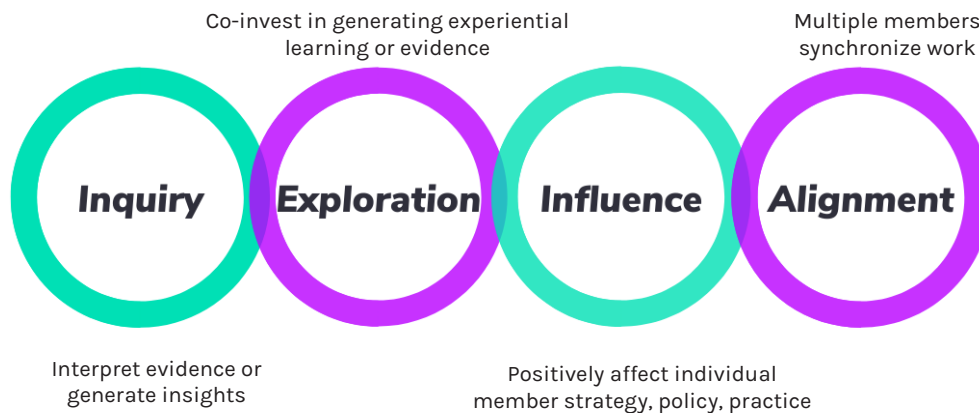 Co-invest in generating experiential
learning or evidence
Multiple members
synchronize work
Inquiry
Exploration
Influence
Alignment
Interpret evidence or
generate insights
Positively affect individual
member strategy, policy, practice